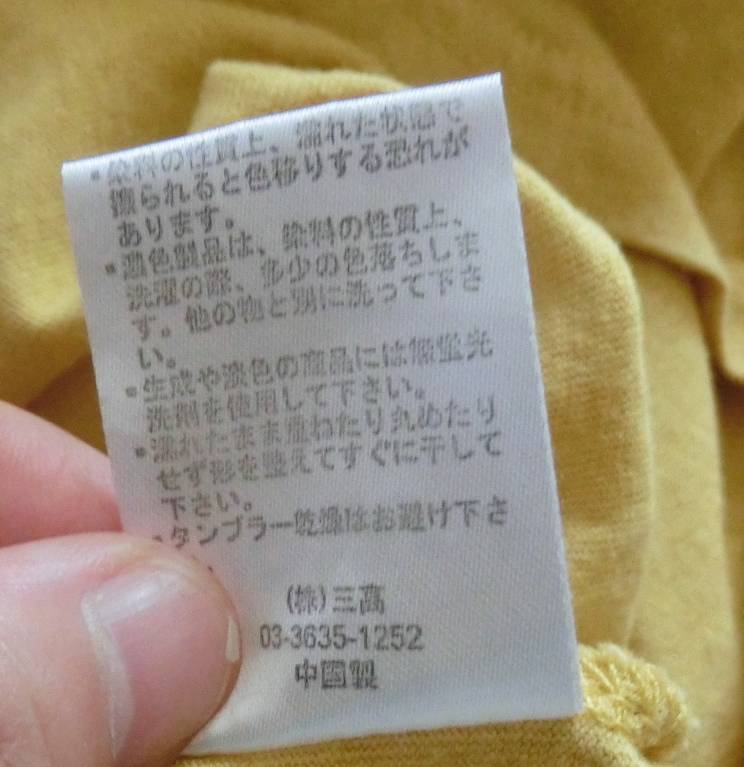 ・染料の性質上、濡れた状態で
擦られると色移りする恐れが
あります。
・濃色製品は、染料の性質上、
洗濯の際、多少の色落ちしま
す。他の物と別に洗って下さ
い。
・生成や淡色の商品には無蛍光
洗剤を使用して下さい。
・濡れたまま重ねたり丸めたり
せず形を整えてすぐに干して
下さい。
・タンブラー乾燥はお避け下さ
(株)三高
03-3635-1252
中国製